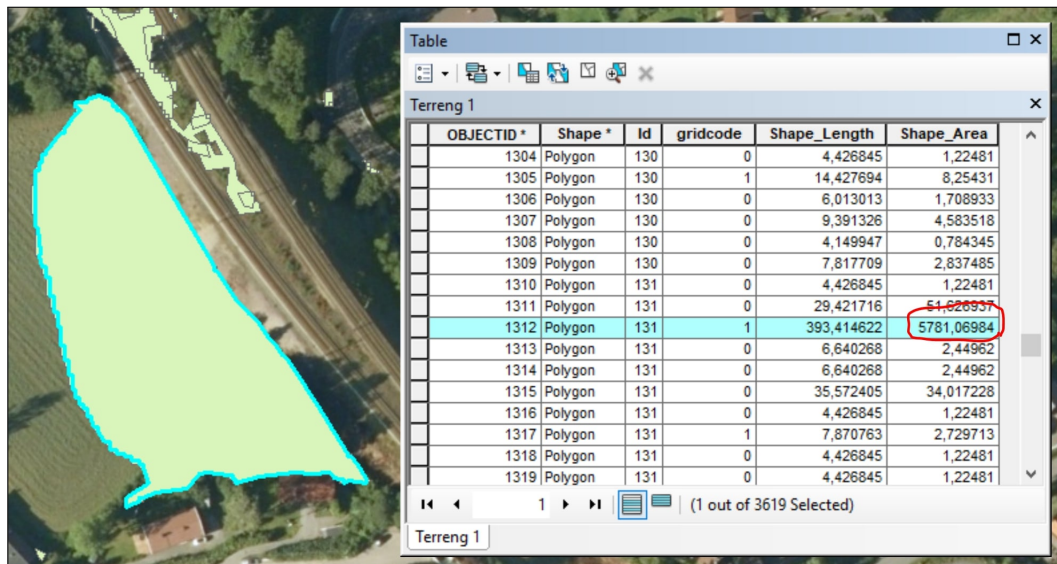 Table
Terreng 1
OBJECTID * Shape * Id gridcode Shape_Length Shape_Area
1304 Polygon 130 0 4,426845 1,22481
1305 Polygon 130 1 14,427694 8,25431
1306 Polygon 130 0 6,013013 1,708933
1307 Polygon 130 0 9,391326 4,583518
1308 Polygon 130 0 4,149947 0,784345
1309 Polygon 130 0 7,817709 2,837485
1310 Polygon 131 0 4,426845 1,22481
1311 Polygon 131 0 29,421716 51,626937
1312 Polygon 131 1 393,414622 5781,06984
1313 Polygon 131 0 6,640268 2,44962
1314 Polygon 131 0 6,640268 2,44962
1315 Polygon 131 0 35,572405 34,017228
1316 Polygon 131 0 4,426845 1,22481
1317 Polygon 131 1 7,870763 2,729713
1318 Polygon 131 0 4,426845 1,22481
1319 Polygon 131 0 4,426845 1,22481
1 (1 out of 3619 Selected)
Terreng 1